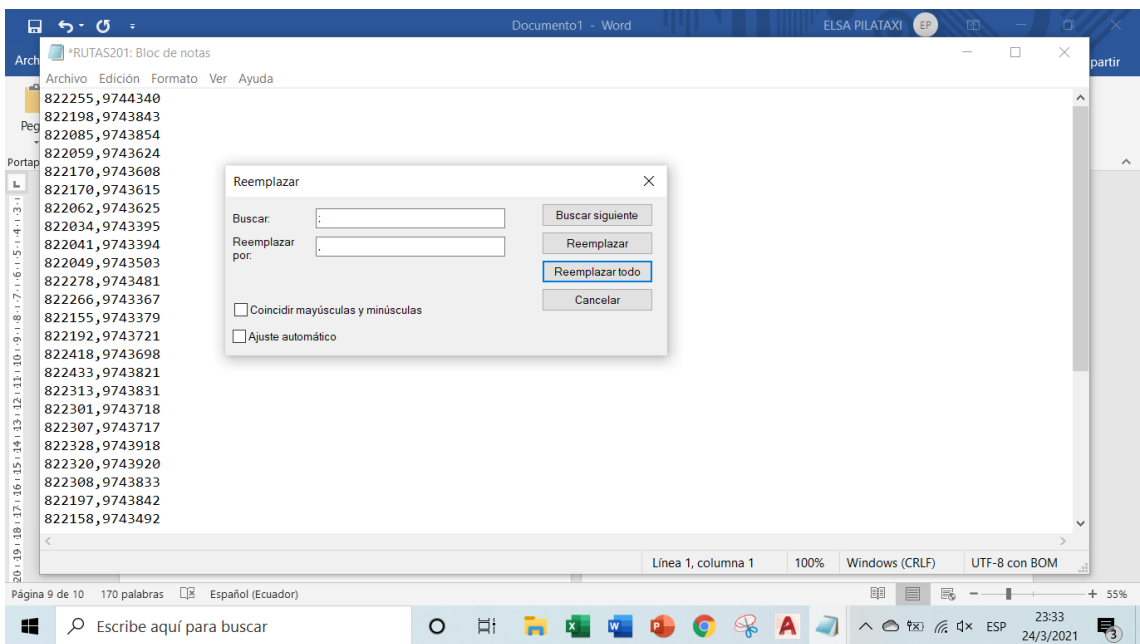 Documento1 - Word
ELSA PILATAXI
EP
*RUTAS201: Bloc de notas
Arch
partir
Archivo Edición Formato Ver Ayuda
Peg
Portap
822255,9744340
822198,9743843
822085,9743854
822059,9743624
822170,9743608
822170,9743615
822062,9743625
822034,9743395
822041,9743394
822049,9743503
822278,9743481
822266,9743367
822155,9743379
822192,9743721
822418,9743698
822433,9743821
822313,9743831
822301,9743718
822307,9743717
822328,9743918
822320,9743920
822308,9743833
822197,9743842
822158,9743492
Reemplazar
Buscar:
;
Buscar siguiente
Reemplazar
por:
,
Reemplazar
Reemplazar todo
Cancelar
Coincidir mayúsculas y minúsculas
Ajuste automático
Línea 1, columna 1
100%
Windows (CRLF)
UTF-8 con BOM
Página 9 de 10
170 palabras
Español (Ecuador)
55%
Escribe aquí para buscar
ESP
23:33
24/3/2021
3